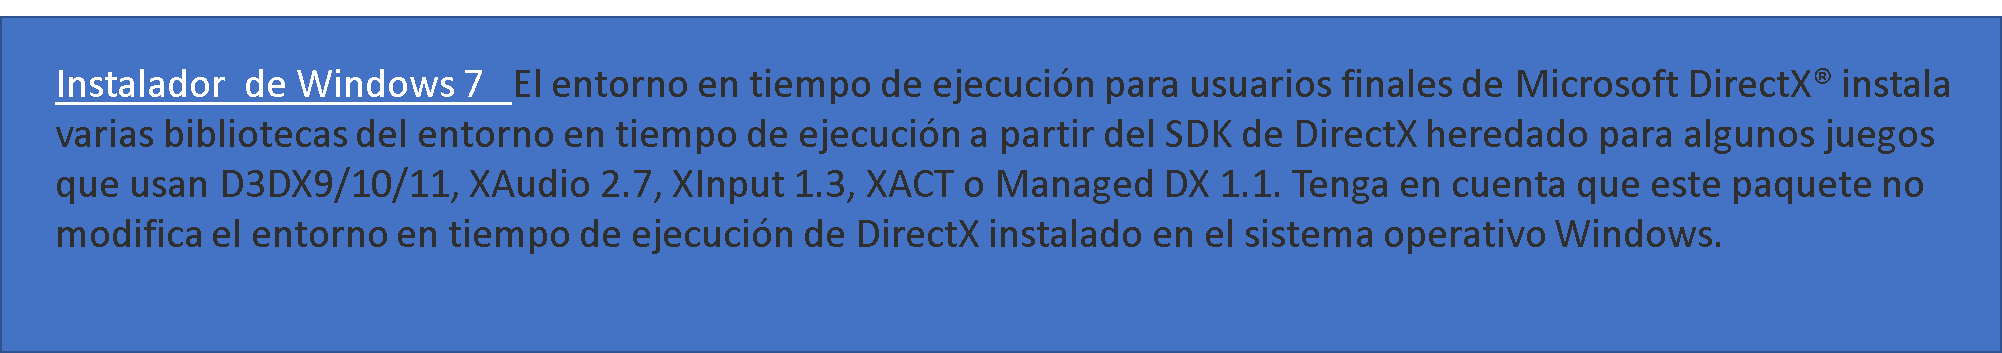 Instalador  de Windows 7   El entorno en tiempo de ejecución para usuarios finales de Microsoft DirectX® instala
varias bibliotecas del entorno en tiempo de ejecución a partir del SDK de DirectX heredado para algunos juegos
que usan D3DX9/10/11, XAudio 2.7, XInput 1.3, XACT o Managed DX 1.1. Tenga en cuenta que este paquete no
modifica el entorno en tiempo de ejecución de DirectX instalado en el sistema operativo Windows.